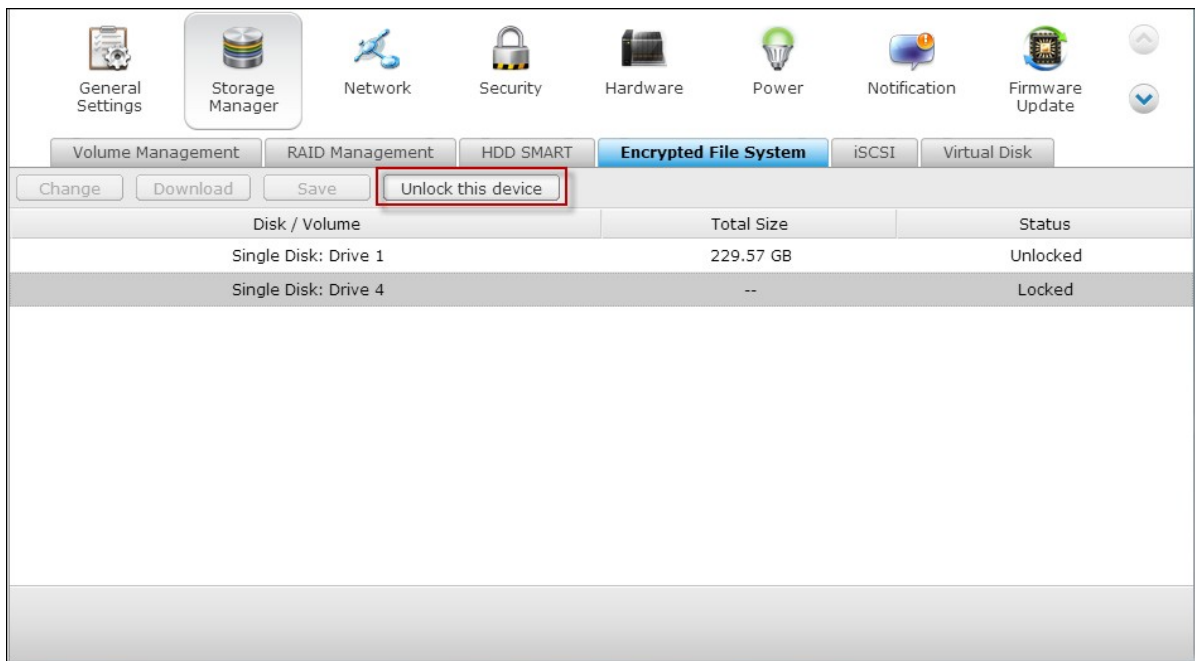 General Settings
Storage Manager
Network
Security
Hardware
Power
Notification
Firmware Update
Volume Management
RAID Management
HDD SMART
Encrypted File System
iSCSI
Virtual Disk
Change
Download
Save
Unlock this device
Disk / Volume Total Size Status
Single Disk: Drive 1 229.57 GB Unlocked
Single Disk: Drive 4 -- Locked